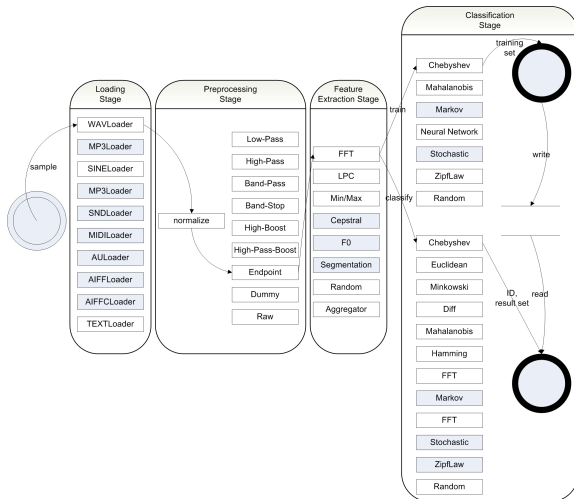 Classification
Stage
training
set
Chebyshev
Mahalanobis
Markov
Neural Network
Stochastic
ZipfLaw
Random
write
Loading
Stage
Preprocessing
Stage
Feature
Extraction Stage
train
WAVLoader
MP3Loader
SINELoader
MP3Loader
SNDLoader
MIDILoader
AULoader
AIFFLoader
AIFFCLoader
TEXTLoader
sample
normalize
Low-Pass
High-Pass
Band-Pass
Band-Stop
High-Boost
High-Pass-Boost
Endpoint
Dummy
Raw
FFT
LPC
Min/Max
Cepstral
F0
Segmentation
Random
Aggregator
classify
Chebyshev
Euclidean
Minkowski
Diff
Mahalanobis
Hamming
FFT
Markov
FFT
Stochastic
ZipfLaw
Random
ID,
result set
read